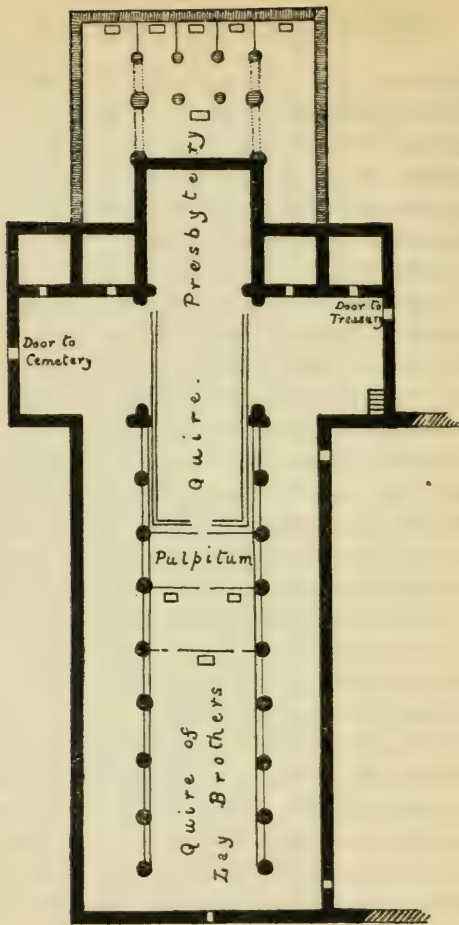 Presbytery
Door to
Cemetery
Door to
Treasury
Quire.
Pulpitum
Quire of
Lay Brothers